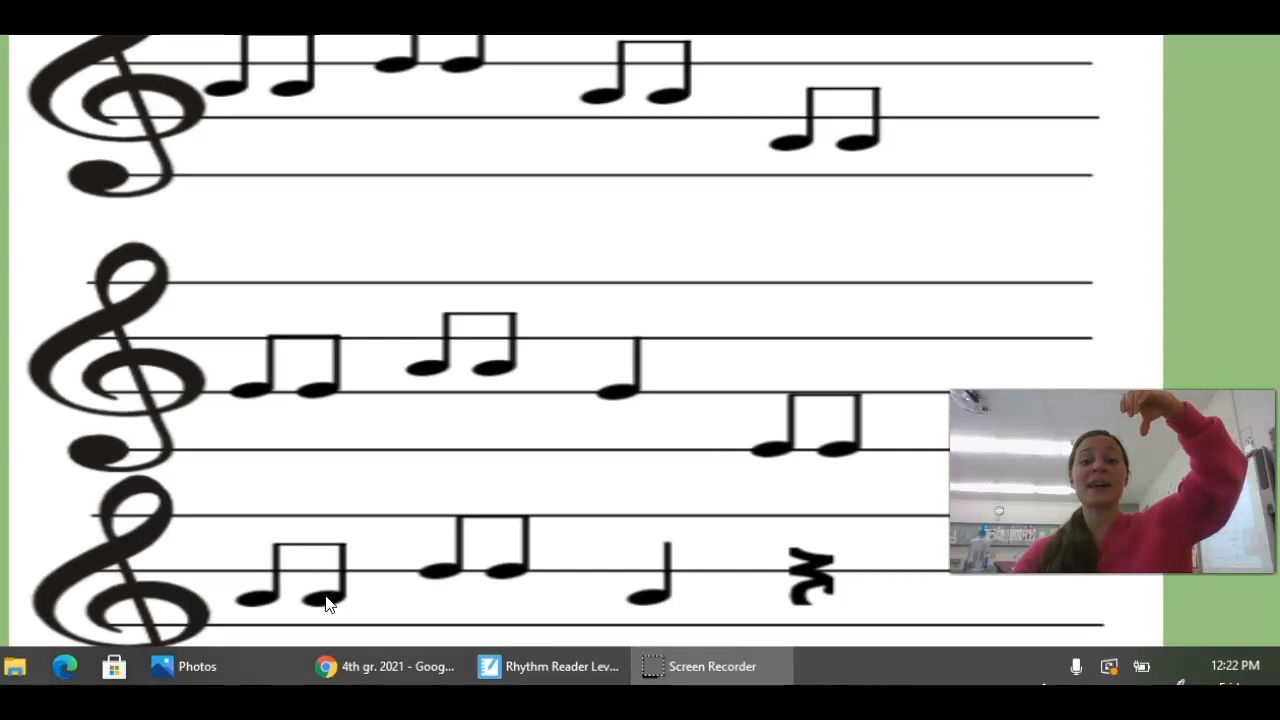 Photos
4th gr. 2021 - Goog...
Rhythm Reader Lev...
Screen Recorder
12:22 PM